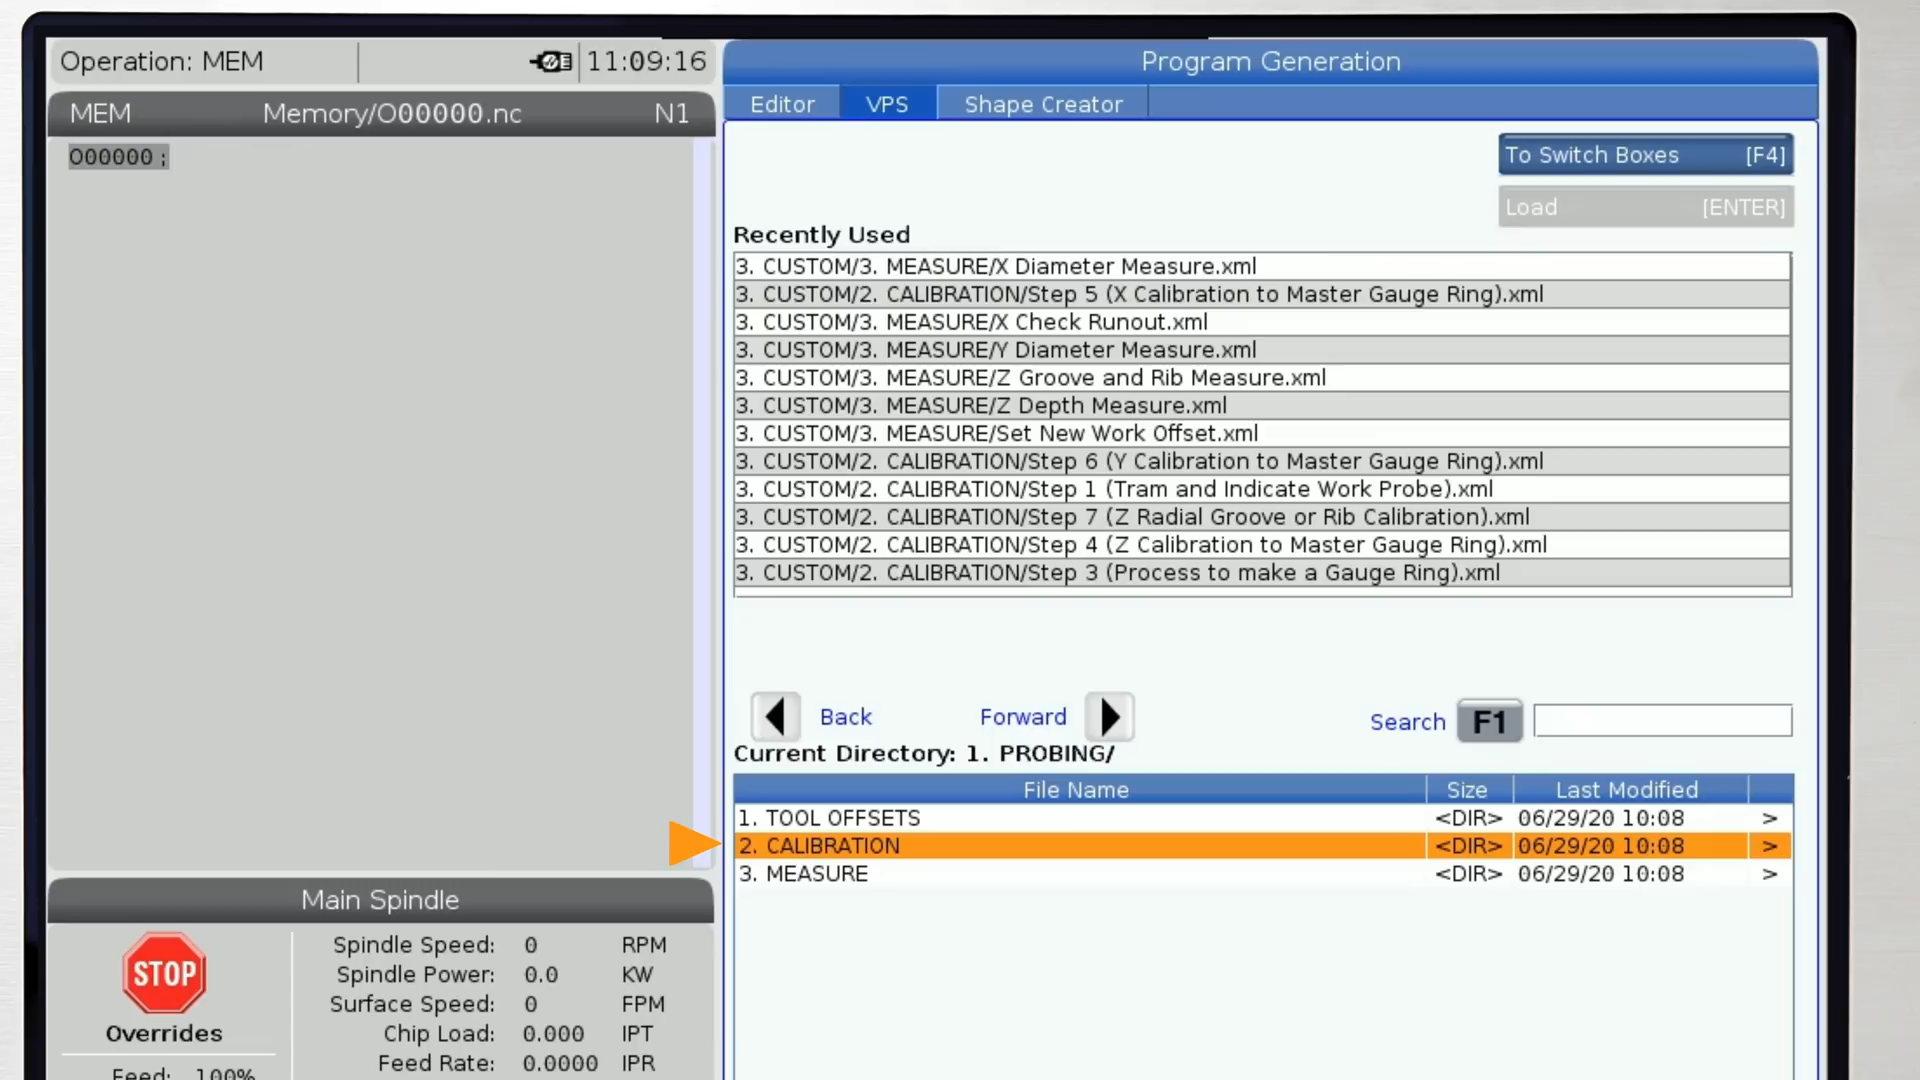 Operation: MEM
11:09:16
MEM Memory/O00000.nc N1
O00000 ;
Main Spindle
STOP
Overrides
Feed: 100%
Spindle Speed: 0 RPM
Spindle Power: 0.0 KW
Surface Speed: 0 FPM
Chip Load: 0.000 IPT
Feed Rate: 0.0000 IPR
Program Generation
Editor VPS Shape Creator
To Switch Boxes [F4]
Load [ENTER]
Recently Used
3. CUSTOM/3. MEASURE/X Diameter Measure.xml
3. CUSTOM/2. CALIBRATION/Step 5 (X Calibration to Master Gauge Ring).xml
3. CUSTOM/3. MEASURE/X Check Runout.xml
3. CUSTOM/3. MEASURE/Y Diameter Measure.xml
3. CUSTOM/3. MEASURE/Z Groove and Rib Measure.xml
3. CUSTOM/3. MEASURE/Z Depth Measure.xml
3. CUSTOM/3. MEASURE/Set New Work Offset.xml
3. CUSTOM/2. CALIBRATION/Step 6 (Y Calibration to Master Gauge Ring).xml
3. CUSTOM/2. CALIBRATION/Step 1 (Tram and Indicate Work Probe).xml
3. CUSTOM/2. CALIBRATION/Step 7 (Z Radial Groove or Rib Calibration).xml
3. CUSTOM/2. CALIBRATION/Step 4 (Z Calibration to Master Gauge Ring).xml
3. CUSTOM/2. CALIBRATION/Step 3 (Process to make a Gauge Ring).xml
Back Forward Search F1
Current Directory: 1. PROBING/
File Name Size Last Modified
1. TOOL OFFSETS <DIR> 06/29/20 10:08 >
2. CALIBRATION <DIR> 06/29/20 10:08 >
3. MEASURE <DIR> 06/29/20 10:08 >